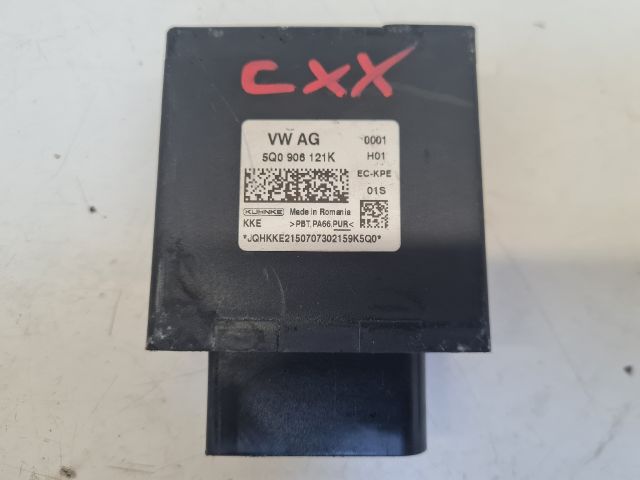 CXX
VW AG 0001
5Q0 906 121K H01
EC-KPE
01S
KUHNKE Made in Romania
KKE >PBT,PA66,PUR<
*JQHKKE2150707302159K5Q0*